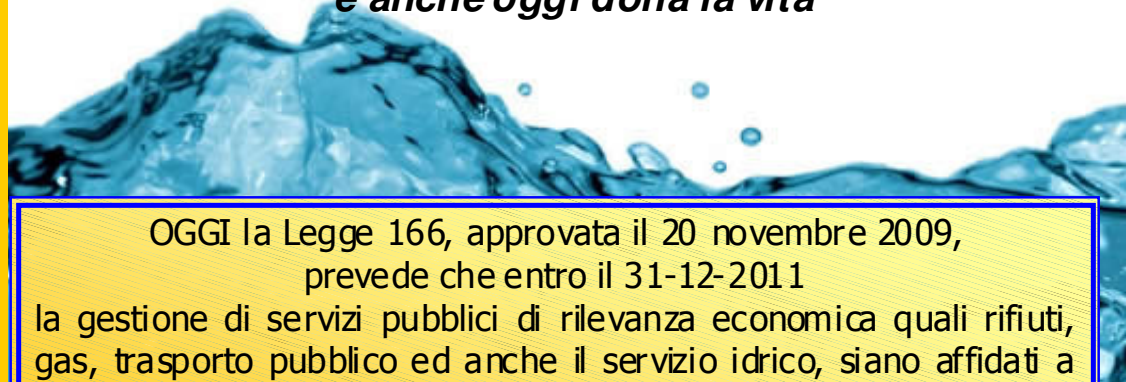 e anche oggi dona la vita
OGGI la Legge 166, approvata il 20 novembre 2009,
prevede che entro il 31-12-2011
la gestione di servizi pubblici di rilevanza economica quali rifiuti,
gas, trasporto pubblico ed anche il servizio idrico, siano affidati a